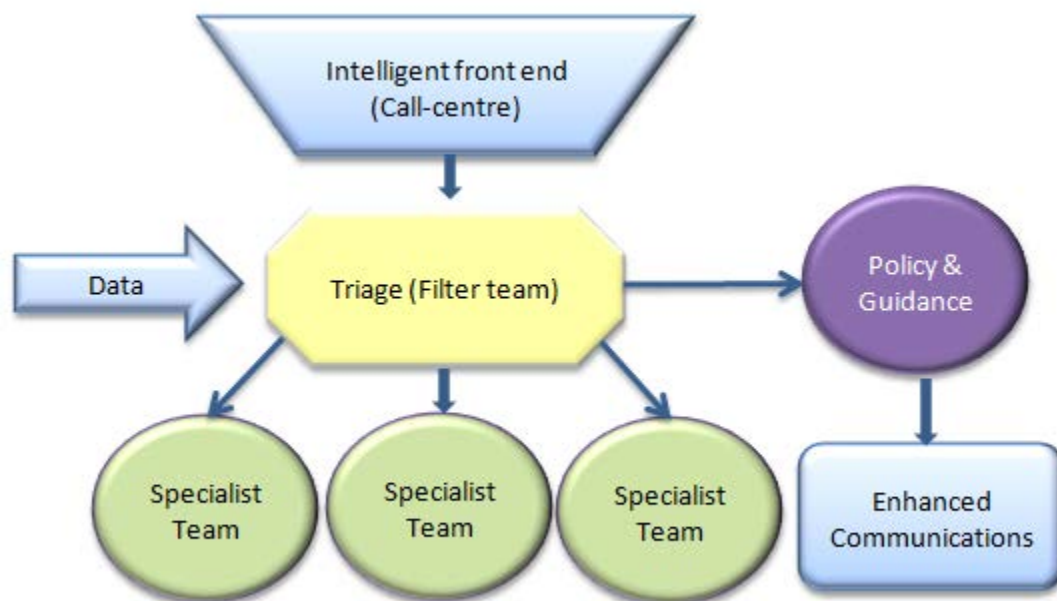 Intelligent front end
(Call-centre)
Data
Triage (Filter team)
Policy &
Guidance
Specialist
Team
Specialist
Team
Specialist
Team
Enhanced
Communications